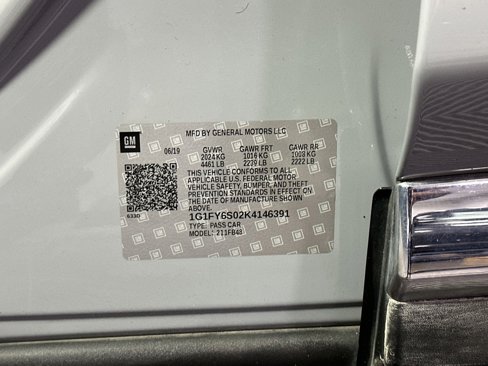 GM
MFD BY GENERAL MOTORS LLC
06/19 GVWR GAWR FRT GAWR RR
2024 KG 1016 KG 1008 KG
4461 LB 2239 LB 2222 LB
THIS VEHICLE CONFORMS TO ALL
APPLICABLE U.S. FEDERAL MOTOR
VEHICLE SAFETY, BUMPER, AND THEFT
PREVENTION STANDARDS IN EFFECT ON
THE DATE OF MANUFACTURE SHOWN
ABOVE.
1G1FY6S02K4146391
TYPE: PASS CAR
MODEL: 211FB48